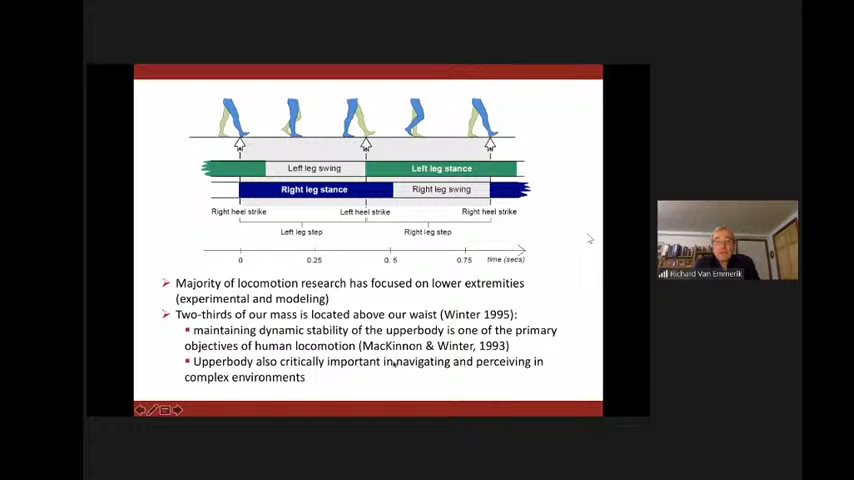 Left leg swing
Left leg stance
Right leg stance
Right leg swing
Right heel strike
Left heel strike
Right heel strike
Left leg step
Right leg step
0
0.25
0.5
0.75
time (secs)
Majority of locomotion research has focused on lower extremities
(experimental and modeling)
Two-thirds of our mass is located above our waist (Winter 1995):
maintaining dynamic stability of the upperbody is one of the primary
objectives of human locomotion (MacKinnon & Winter, 1993)
Upperbody also critically important in navigating and perceiving in
complex environments
Richard Van Emmerik